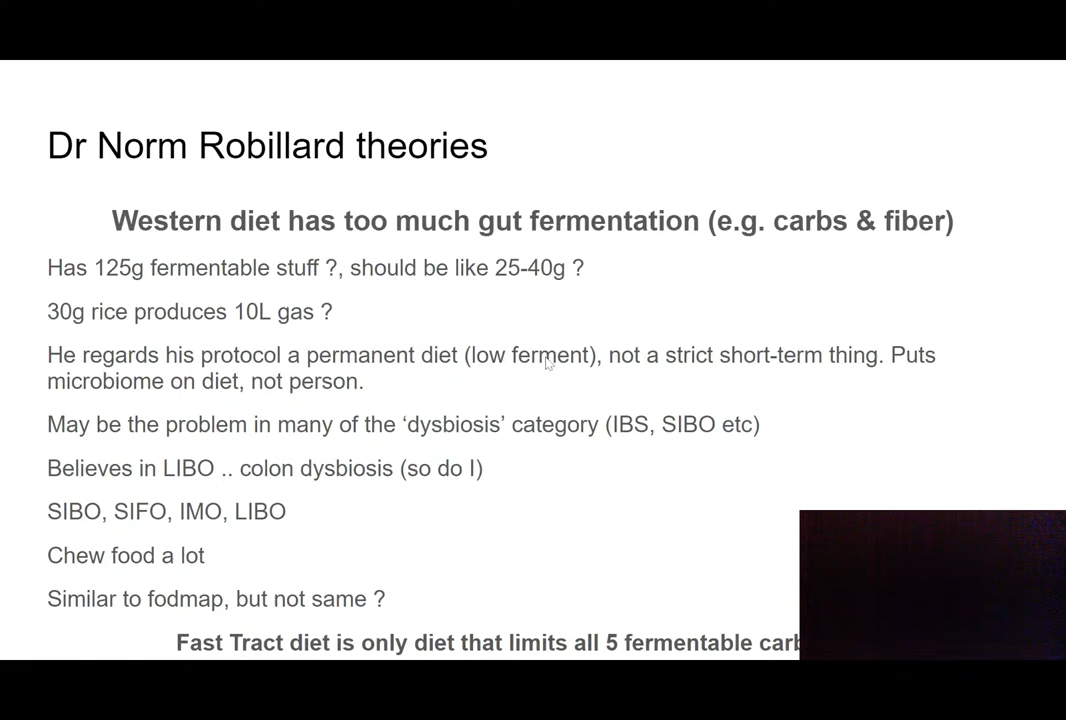 Dr Norm Robillard theories
Western diet has too much gut fermentation (e.g. carbs & fiber)
Has 125g fermentable stuff ?, should be like 25-40g ?
30g rice produces 10L gas ?
He regards his protocol a permanent diet (low ferment), not a strict short-term thing. Puts
microbiome on diet, not person.
May be the problem in many of the ‘dysbiosis’ category (IBS, SIBO etc)
Believes in LIBO .. colon dysbiosis (so do I)
SIBO, SIFO, IMO, LIBO
Chew food a lot
Similar to fodmap, but not same ?
Fast Tract diet is only diet that limits all 5 fermentable